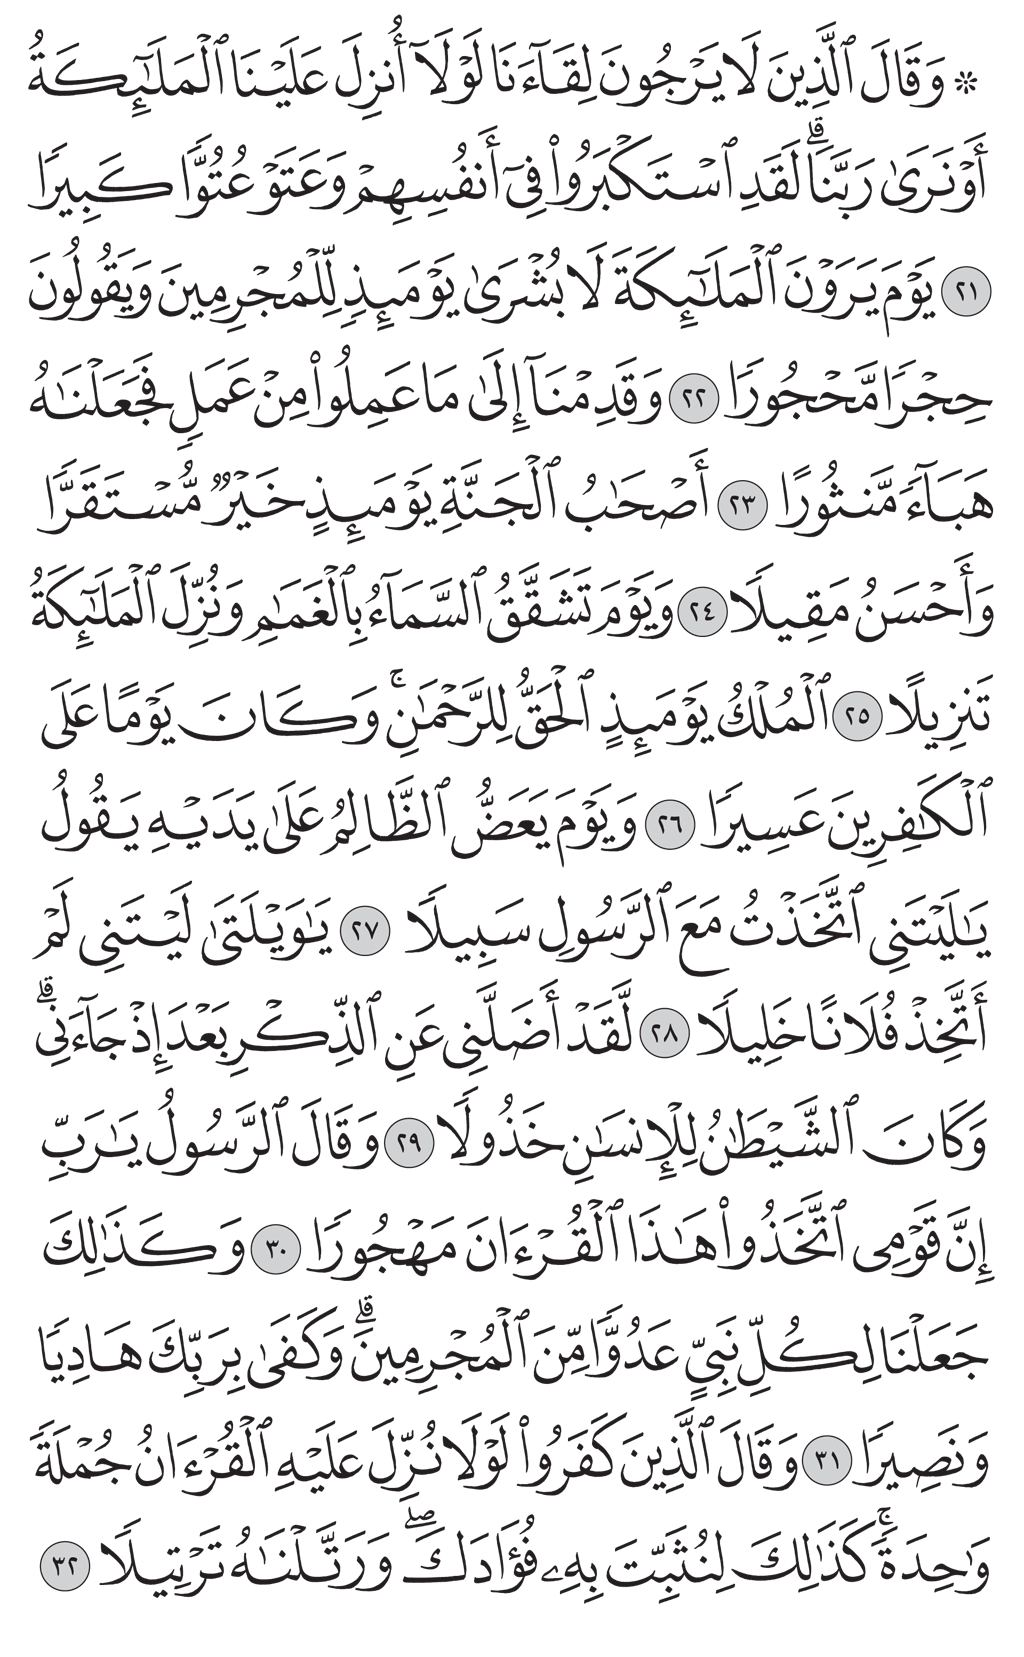 ۞ وَقَالَ ٱلَّذِينَ لَا يَرْجُونَ لِقَآءَنَا لَوْلَآ أُنزِلَ عَلَيْنَا ٱلْمَلَـٰٓئِكَةُ
أَوْ نَرَىٰ رَبَّنَا ۗ لَقَدِ ٱسْتَكْبَرُوا۟ فِىٓ أَنفُسِهِمْ وَعَتَوْ عُتُوًّا كَبِيرًا
٢١ يَوْمَ يَرَوْنَ ٱلْمَلَـٰٓئِكَةَ لَا بُشْرَىٰ يَوْمَئِذٍ لِّلْمُجْرِمِينَ وَيَقُولُونَ
حِجْرًا مَّحْجُورًا ٢٢ وَقَدِمْنَآ إِلَىٰ مَا عَمِلُوا۟ مِنْ عَمَلٍ فَجَعَلْنَـٰهُ
هَبَآءً مَّنثُورًا ٢٣ أَصْحَـٰبُ ٱلْجَنَّةِ يَوْمَئِذٍ خَيْرٌ مُّسْتَقَرًّا
وَأَحْسَنُ مَقِيلًا ٢٤ وَيَوْمَ تَشَقَّقُ ٱلسَّمَآءُ بِٱلْغَمَـٰمِ وَنُزِّلَ ٱلْمَلَـٰٓئِكَةُ
تَنزِيلًا ٢٥ ٱلْمُلْكُ يَوْمَئِذٍ ٱلْحَقُّ لِلرَّحْمَـٰنِ ۚ وَكَانَ يَوْمًا عَلَى
ٱلْكَـٰفِرِينَ عَسِيرًا ٢٦ وَيَوْمَ يَعَضُّ ٱلظَّالِمُ عَلَىٰ يَدَيْهِ يَقُولُ
يَـٰلَيْتَنِى ٱتَّخَذْتُ مَعَ ٱلرَّسُولِ سَبِيلًا ٢٧ يَـٰوَيْلَتَىٰ لَيْتَنِى لَمْ
أَتَّخِذْ فُلَانًا خَلِيلًا ٢٨ لَّقَدْ أَضَلَّنِى عَنِ ٱلذِّكْرِ بَعْدَ إِذْ جَآءَنِى ۗ
وَكَانَ ٱلشَّيْطَـٰنُ لِلْإِنسَـٰنِ خَذُولًا ٢٩ وَقَالَ ٱلرَّسُولُ يَـٰرَبِّ
إِنَّ قَوْمِى ٱتَّخَذُوا۟ هَـٰذَا ٱلْقُرْءَانَ مَهْجُورًا ٣٠ وَكَذَٰلِكَ
جَعَلْنَا لِكُلِّ نَبِىٍّ عَدُوًّا مِّنَ ٱلْمُجْرِمِينَ ۗ وَكَفَىٰ بِرَبِّكَ هَادِيًا
وَنَصِيرًا ٣١ وَقَالَ ٱلَّذِينَ كَفَرُوا۟ لَوْلَا نُزِّلَ عَلَيْهِ ٱلْقُرْءَانُ جُمْلَةً
وَٰحِدَةً ۚ كَذَٰلِكَ لِنُثَبِّتَ بِهِۦ فُؤَادَكَ ۖ وَرَتَّلْنَـٰهُ تَرْتِيلًا ٣٢